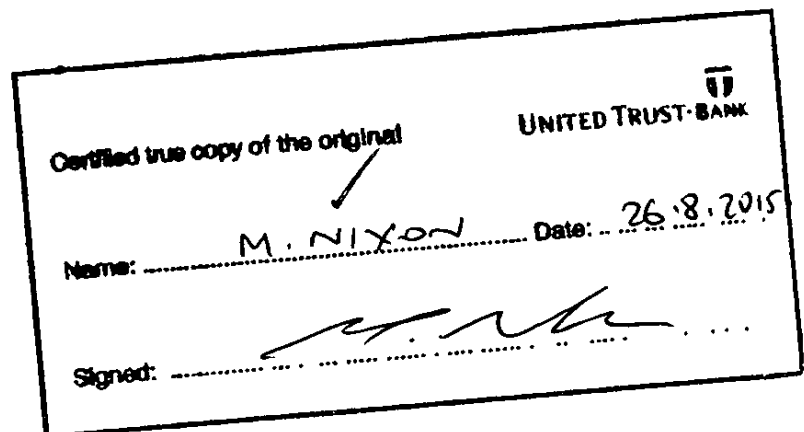 UNITED TRUST·BANK
Certified true copy of the original
Name: M. NIXON Date: 26.8.2015
Signed: